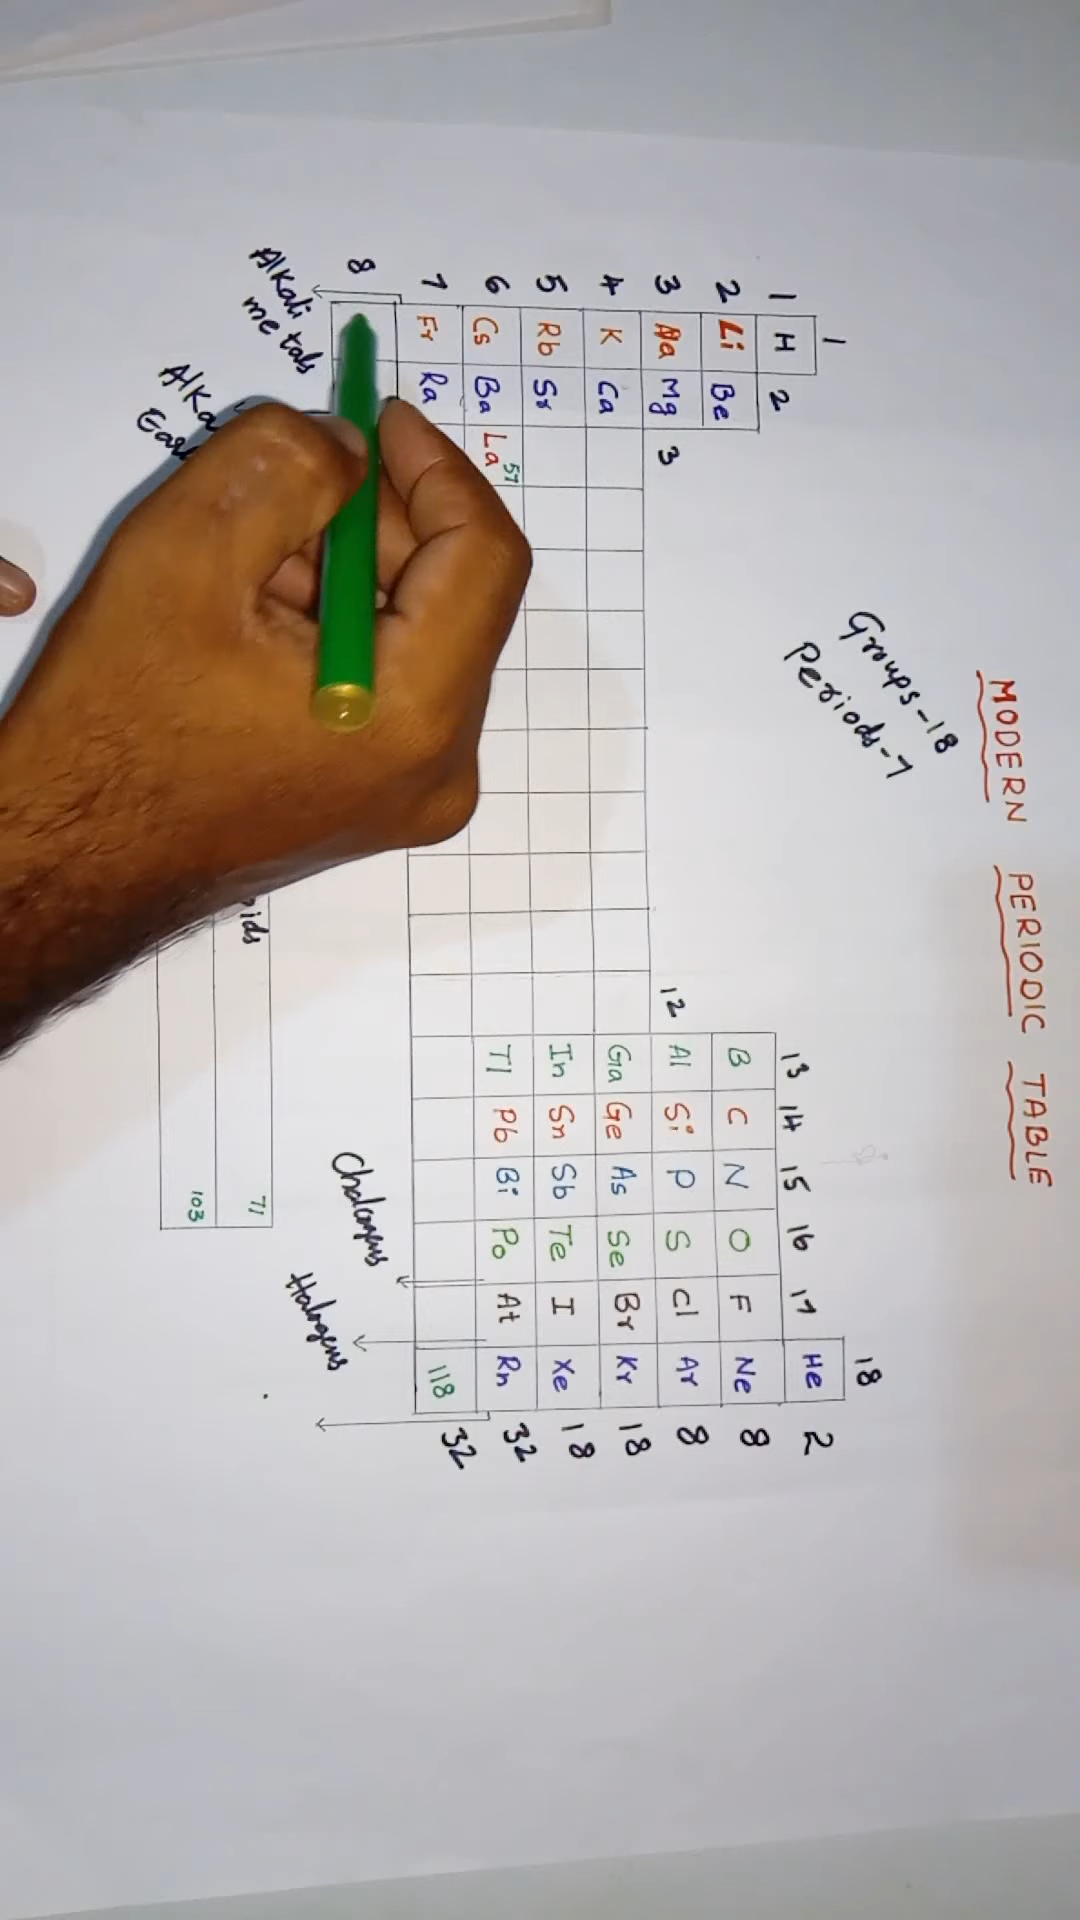 MODERN PERIODIC TABLE
Groups-18
Periods-7
1
18
1 H 2 13 14 15 16 17 He 2
2 Li Be B C N O F Ne 8
3 Na Mg 3 12 Al Si P S Cl Ar 8
4 K Ca Ga Ge As Se Br Kr 18
5 Rb Sr In Sn Sb Te I Xe 18
6 Cs Ba La 57 Tl Pb Bi Po At Rn 32
7 Fr Ra 118 32
8
Alkali
metals
Chalcogens
Halogens
71
103